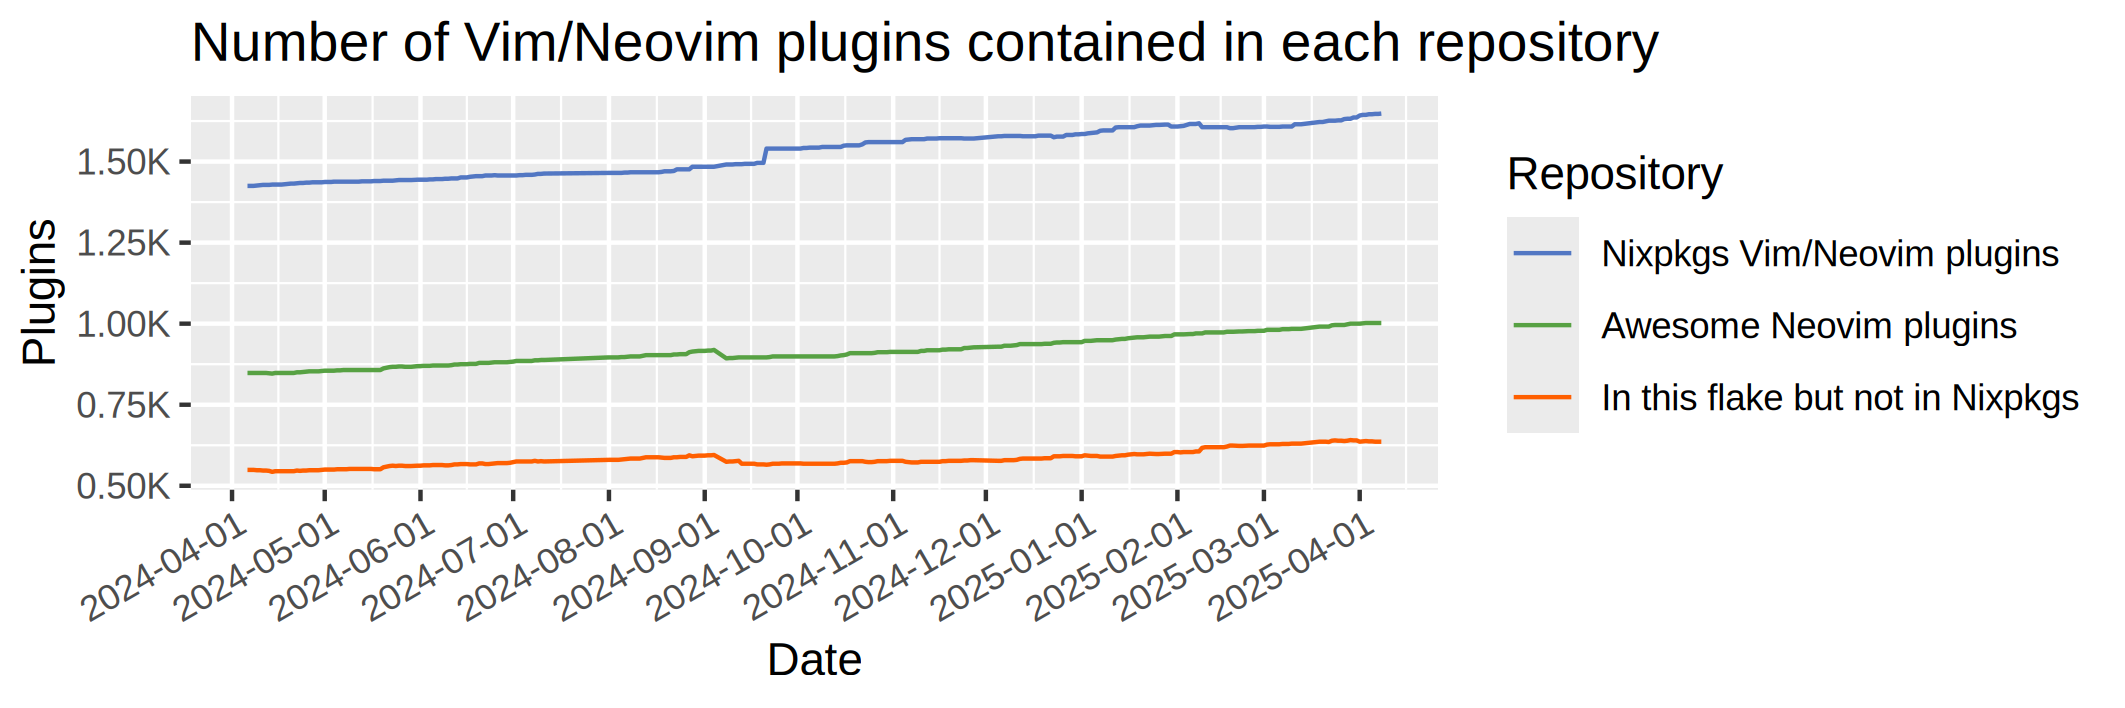 Number of Vim/Neovim plugins contained in each repository
Plugins
1.50K
1.25K
1.00K
0.75K
0.50K
2024-04-01
2024-05-01
2024-06-01
2024-07-01
2024-08-01
2024-09-01
2024-10-01
2024-11-01
2024-12-01
2025-01-01
2025-02-01
2025-03-01
2025-04-01
Date
Repository
Nixpkgs Vim/Neovim plugins
Awesome Neovim plugins
In this flake but not in Nixpkgs